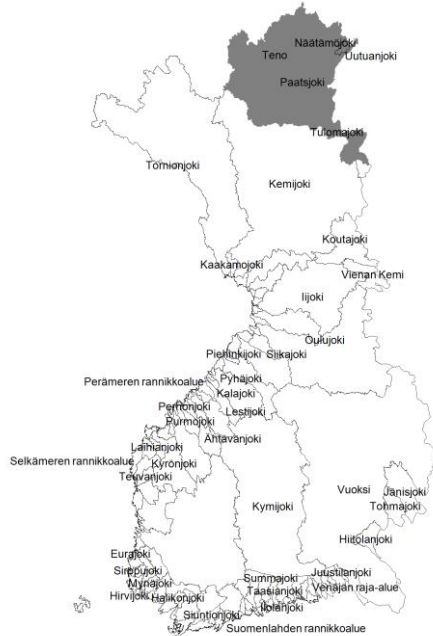 Näätämöjoki
Teno
Uutuanjoki
Paatsjoki
Tulomajoki
Tornionjoki
Kemijoki
Koutajoki
Kaakamojoki
Vienan Kemi
Iijoki
Oulujoki
Piehinkijoki
Siikajoki
Pyhäjoki
Perämeren rannikkoalue
Kalajoki
Perhonjoki
Lestijoki
Purmojoki
Ähtävänjoki
Lainianjoki
Selkämeren rannikkoalue
Kyrönjoki
Teuvanjoki
Vuoksi
Jänisjoki
Tohmajoki
Kymijoki
Hiitolanjoki
Eurajoki
Sirppujoki
Mynäjoki
Hirvijoki
Halikonjoki
Siuntionjoki
Summajoki
Taasianjoki
Ilolanjoki
Juustilanjoki
Venäjän raja-alue
Suomenlahden rannikkoalue